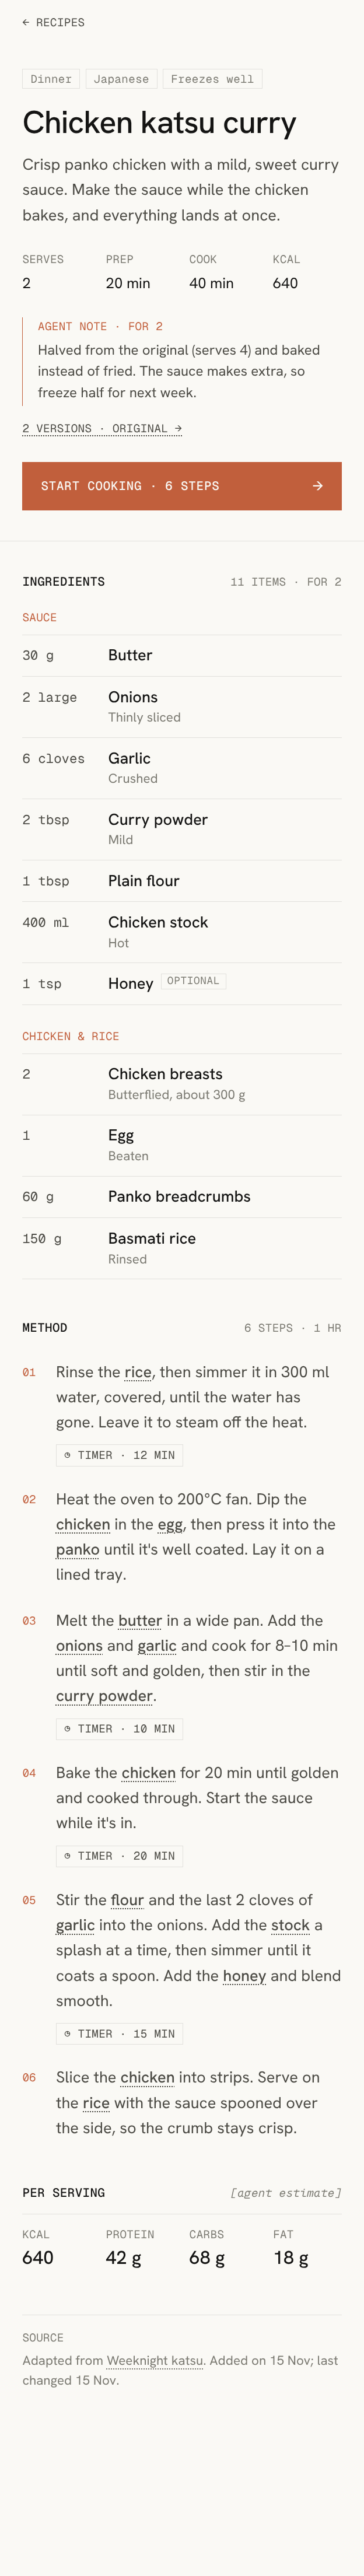 ← RECIPES
Dinner Japanese Freezes well
Chicken katsu curry
Crisp panko chicken with a mild, sweet curry
sauce. Make the sauce while the chicken
bakes, and everything lands at once.
SERVES PREP COOK KCAL
2 20 min 40 min 640
AGENT NOTE · FOR 2
Halved from the original (serves 4) and baked
instead of fried. The sauce makes extra, so
freeze half for next week.
2 VERSIONS · ORIGINAL →
START COOKING · 6 STEPS →
INGREDIENTS 11 ITEMS · FOR 2
SAUCE
30 g Butter
2 large Onions
Thinly sliced
6 cloves Garlic
Crushed
2 tbsp Curry powder
Mild
1 tbsp Plain flour
400 ml Chicken stock
Hot
1 tsp Honey OPTIONAL
CHICKEN & RICE
2 Chicken breasts
Butterflied, about 300 g
1 Egg
Beaten
60 g Panko breadcrumbs
150 g Basmati rice
Rinsed
METHOD 6 STEPS · 1 HR
01 Rinse the rice, then simmer it in 300 ml
water, covered, until the water has
gone. Leave it to steam off the heat.
TIMER · 12 MIN
02 Heat the oven to 200°C fan. Dip the
chicken in the egg, then press it into the
panko until it's well coated. Lay it on a
lined tray.
03 Melt the butter in a wide pan. Add the
onions and garlic and cook for 8–10 min
until soft and golden, then stir in the
curry powder.
TIMER · 10 MIN
04 Bake the chicken for 20 min until golden
and cooked through. Start the sauce
while it's in.
TIMER · 20 MIN
05 Stir the flour and the last 2 cloves of
garlic into the onions. Add the stock a
splash at a time, then simmer until it
coats a spoon. Add the honey and blend
smooth.
TIMER · 15 MIN
06 Slice the chicken into strips. Serve on
the rice with the sauce spooned over
the side, so the crumb stays crisp.
PER SERVING [agent estimate]
KCAL PROTEIN CARBS FAT
640 42 g 68 g 18 g
SOURCE
Adapted from Weeknight katsu. Added on 15 Nov; last
changed 15 Nov.